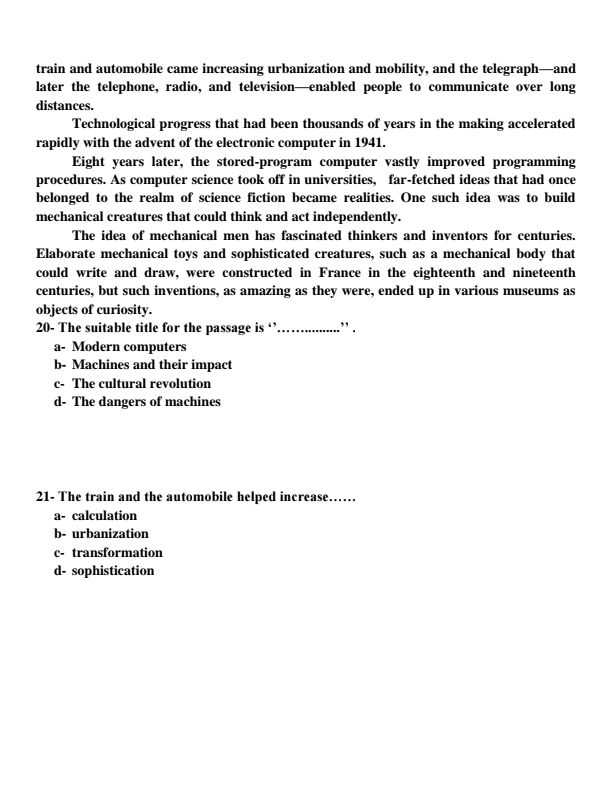 train and automobile came increasing urbanization and mobility, and the telegraph—and
later the telephone, radio, and television—enabled people to communicate over long
distances.
Technological progress that had been thousands of years in the making accelerated
rapidly with the advent of the electronic computer in 1941.
Eight years later, the stored-program computer vastly improved programming
procedures. As computer science took off in universities, far-fetched ideas that had once
belonged to the realm of science fiction became realities. One such idea was to build
mechanical creatures that could think and act independently.
The idea of mechanical men has fascinated thinkers and inventors for centuries.
Elaborate mechanical toys and sophisticated creatures, such as a mechanical body that
could write and draw, were constructed in France in the eighteenth and nineteenth
centuries, but such inventions, as amazing as they were, ended up in various museums as
objects of curiosity.
20- The suitable title for the passage is ‘’……..........’’ .
a- Modern computers
b- Machines and their impact
c- The cultural revolution
d- The dangers of machines
21- The train and the automobile helped increase……
a- calculation
b- urbanization
c- transformation
d- sophistication